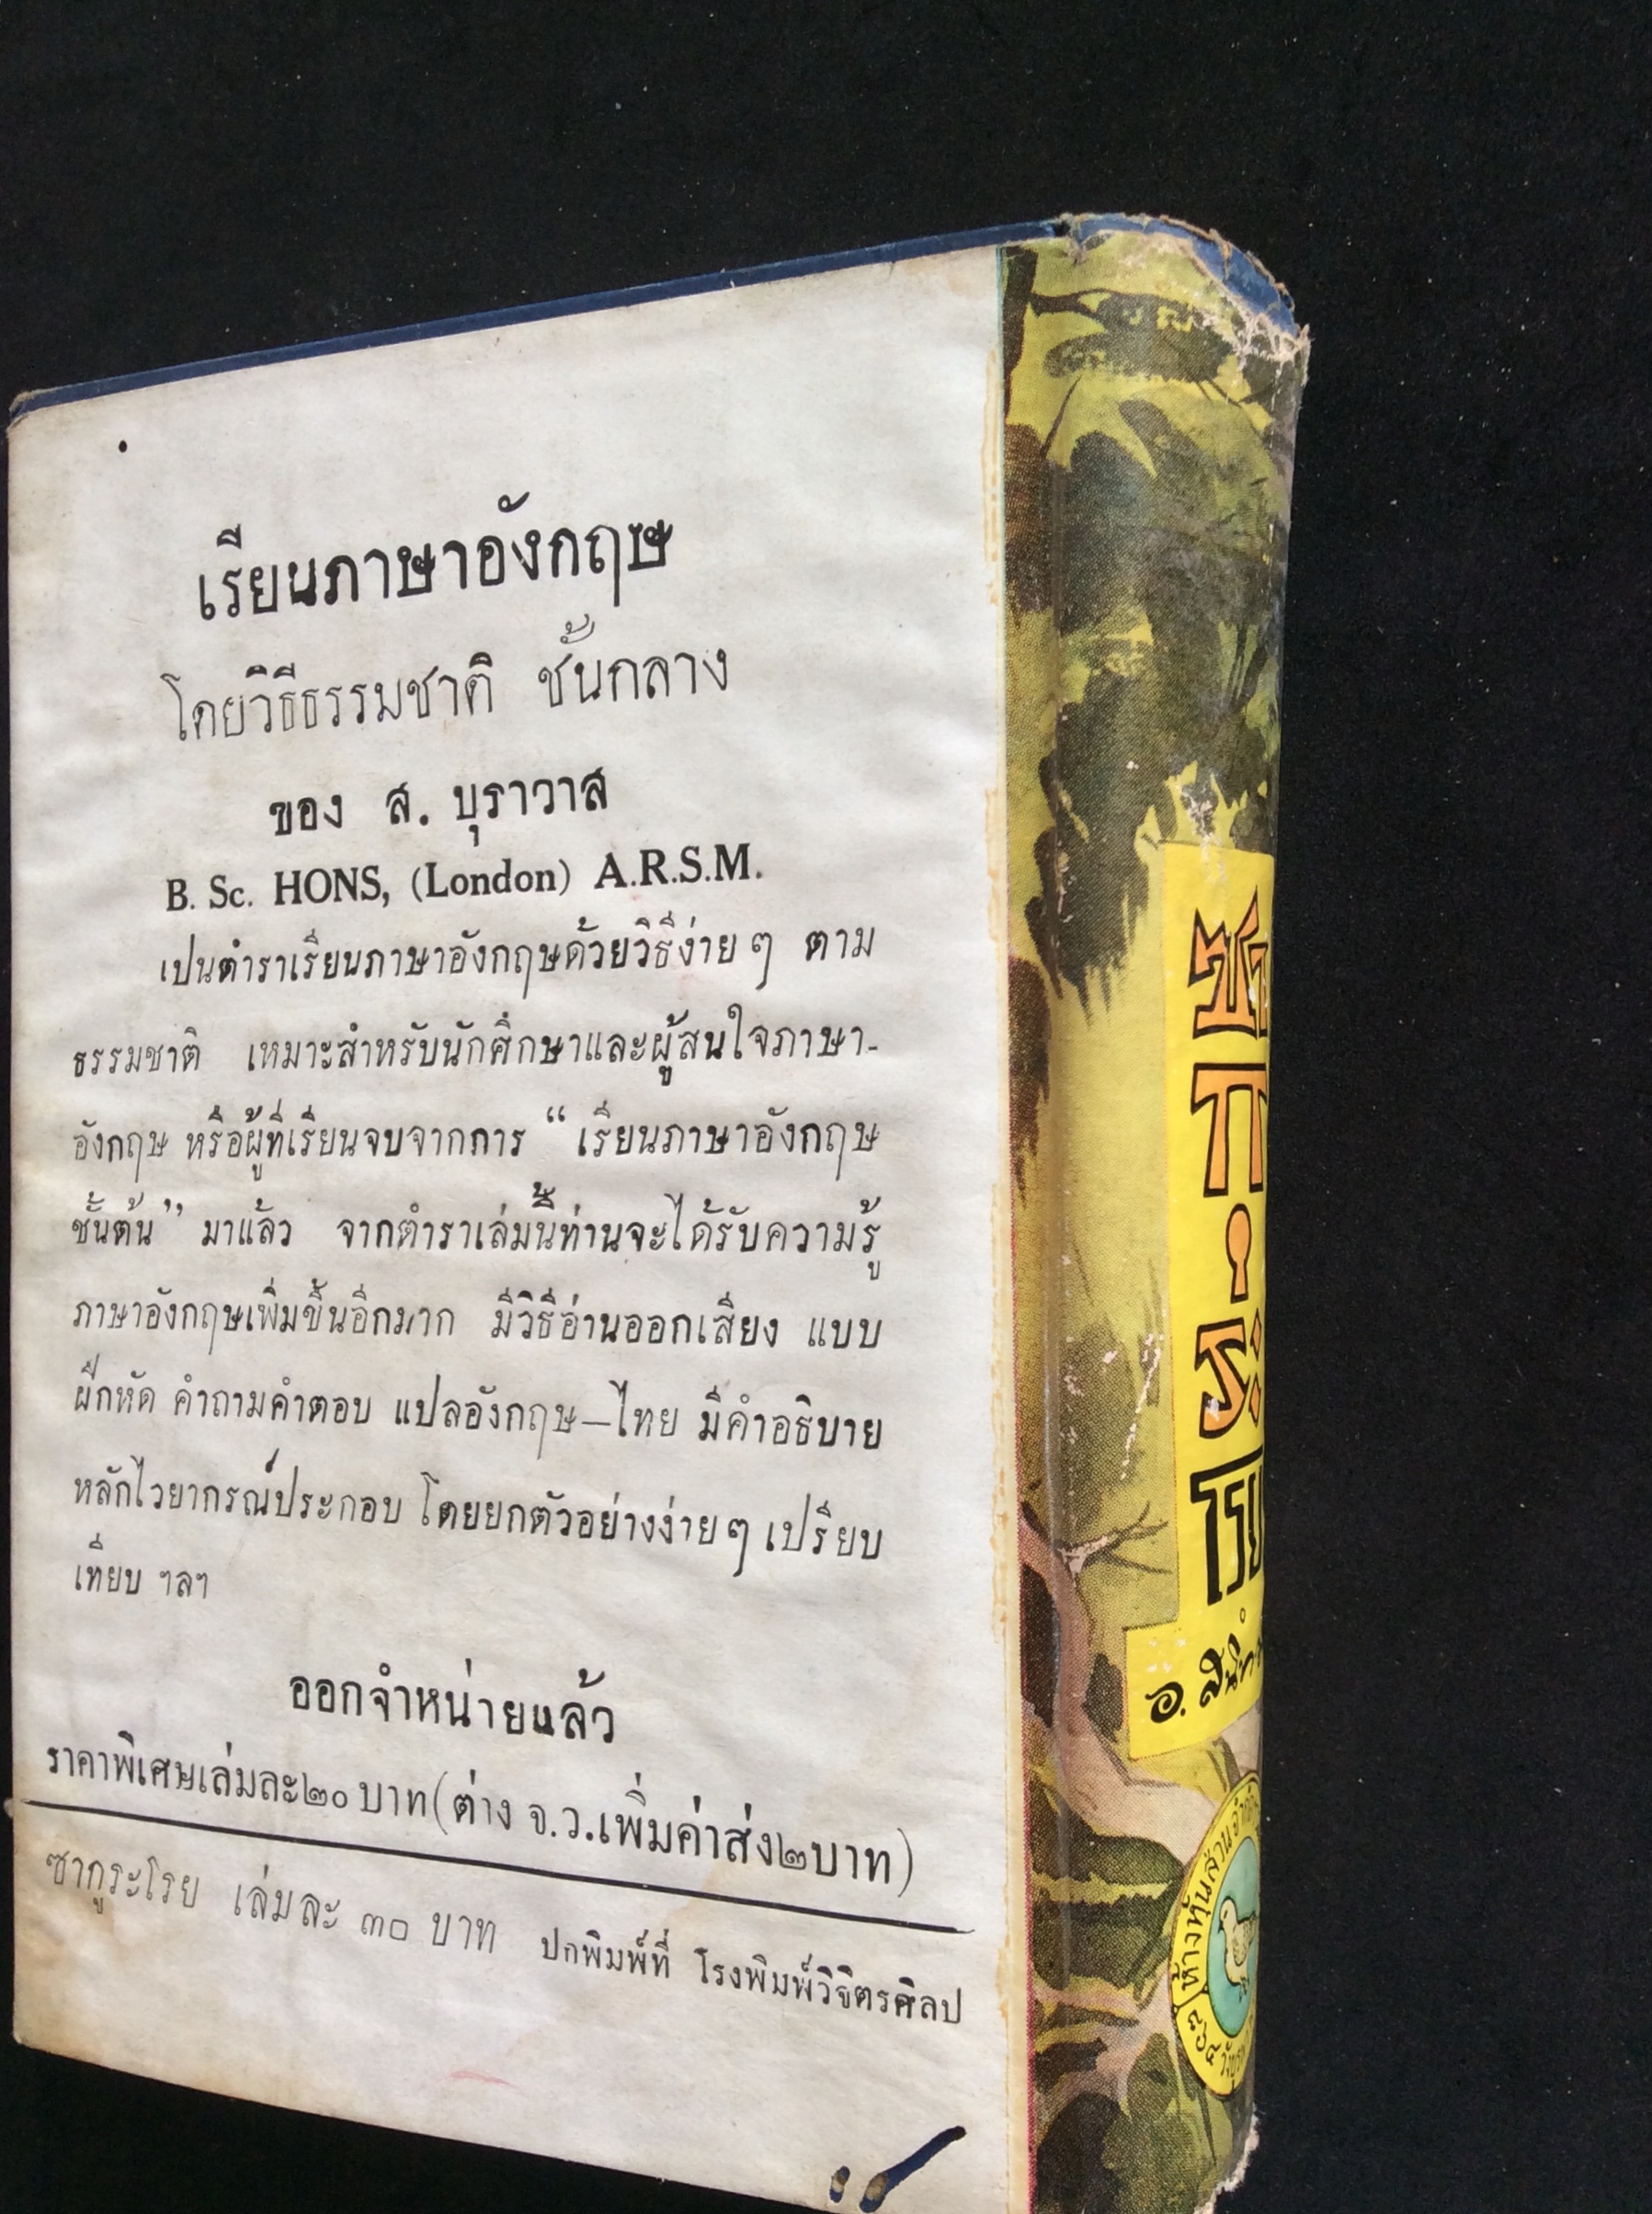 เรียนภาษาอังกฤษ
โดยวิธีธรรมชาติ ชั้นกลาง
ของ ส. บุราวาส
B. Sc. HONS, (London) A.R.S.M.
เปนตำราเรียนภาษาอังกฤษด้วยวิธีง่าย ๆ ตาม
ธรรมชาติ เหมาะสำหรับนักศึกษาและผู้สนใจภาษา-
อังกฤษ หรือผู้ที่เรียนจบจากการ “เรียนภาษาอังกฤษ
ชั้นต้น” มาแล้ว จากตำราเล่มนี้ท่านจะได้รับความรู้
ภาษาอังกฤษเพิ่มขึ้นอีกมาก มีวิธีอ่านออกเสียง แบบ
ฝึกหัด คำถามคำตอบ แปลอังกฤษ–ไทย มีคำอธิบาย
หลักไวยากรณ์ประกอบ โดยยกตัวอย่างง่าย ๆ เปรียบ
เทียบ ฯลฯ
ออกจำหน่ายแล้ว
ราคาพิเศษเล่มละ ๒๐ บาท (ต่าง จ.ว. เพิ่มค่าส่ง ๒ บาท)
ซากูระโรย เล่มละ ๓๐ บาท ปกพิมพ์ที่ โรงพิมพ์วิจิตรศิลป
ซากุระโรย
อ.
ห้างหุ้นส่วนจำกัด